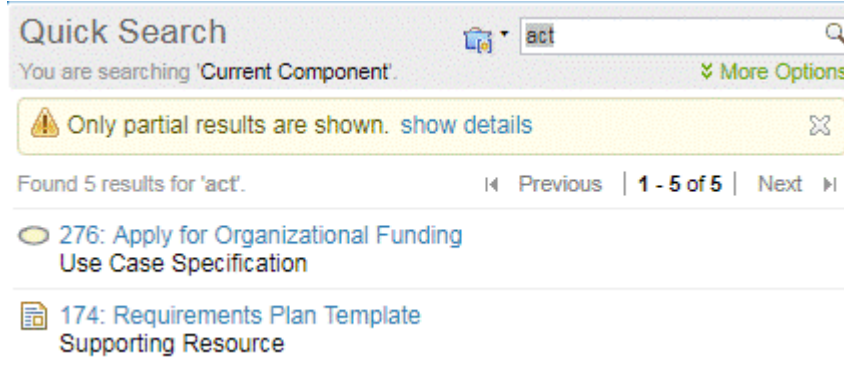 Quick Search
act
You are searching 'Current Component'.
More Options
Only partial results are shown. show details
Found 5 results for 'act'.
Previous | 1 - 5 of 5 | Next
276: Apply for Organizational Funding
Use Case Specification
174: Requirements Plan Template
Supporting Resource